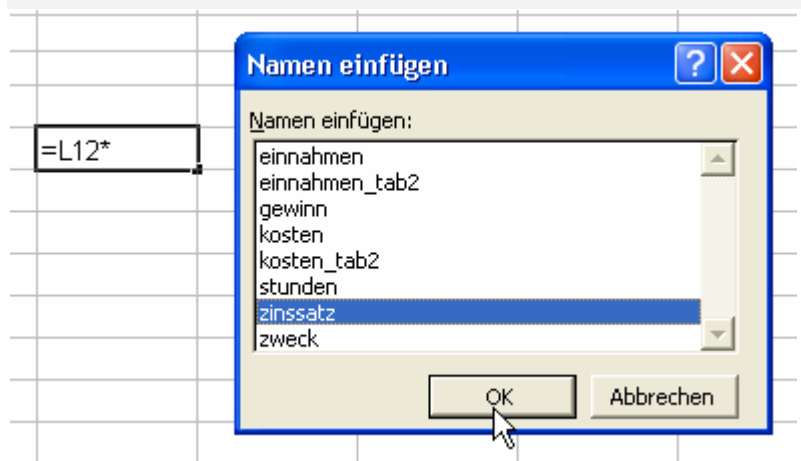 Namen einfügen
Namen einfügen:
=L12*
einnahmen
einnahmen_tab2
gewinn
kosten
kosten_tab2
stunden
zinssatz
zweck
OK
Abbrechen